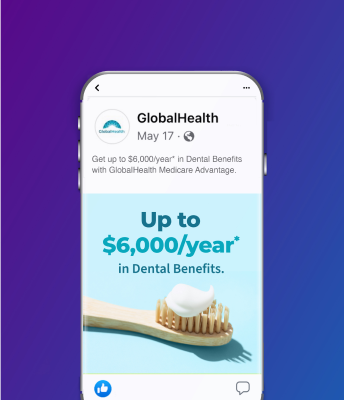 GlobalHealth
GlobalHealth
May 17 ·
Get up to $6,000/year* in Dental Benefits
with GlobalHealth Medicare Advantage.
Up to
$6,000/year*
in Dental Benefits.